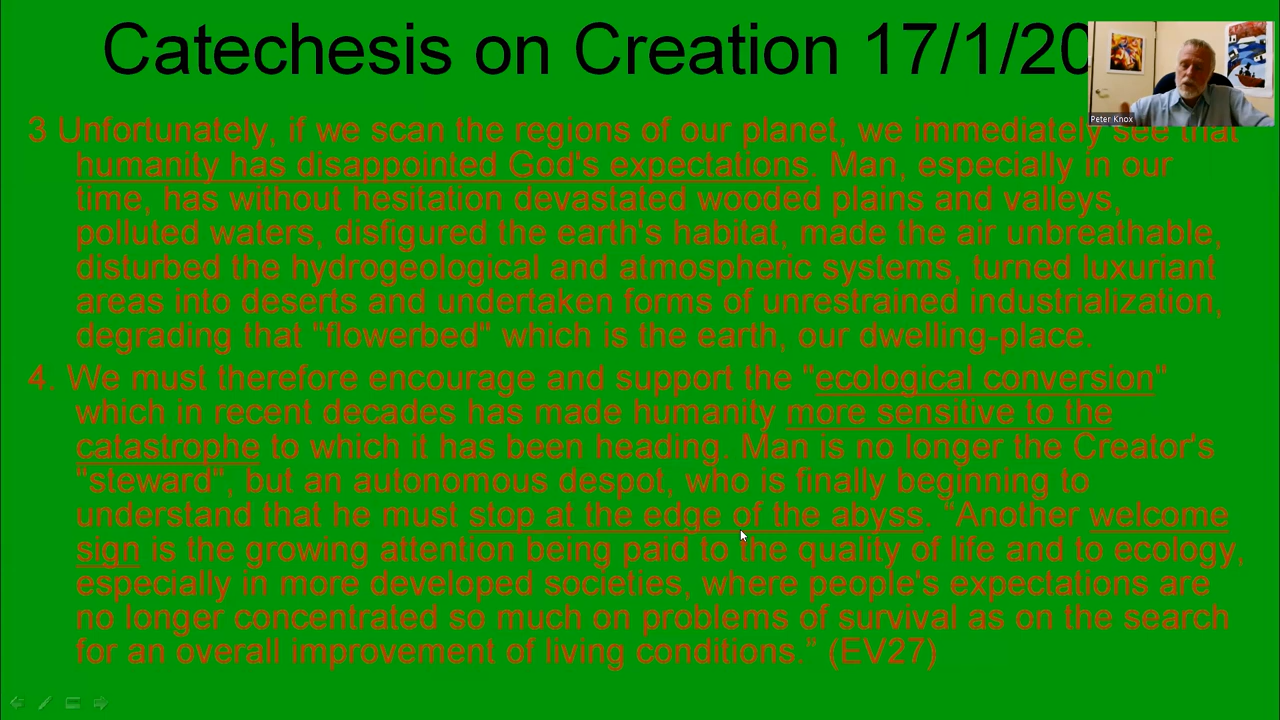 Catechesis on Creation 17/1/20
Peter Knox
3 Unfortunately, if we scan the regions of our planet, we immediately see that
humanity has disappointed God's expectations. Man, especially in our
time, has without hesitation devastated wooded plains and valleys,
polluted waters, disfigured the earth's habitat, made the air unbreathable,
disturbed the hydrogeological and atmospheric systems, turned luxuriant
areas into deserts and undertaken forms of unrestrained industrialization,
degrading that "flowerbed" which is the earth, our dwelling-place.
4. We must therefore encourage and support the "ecological conversion"
which in recent decades has made humanity more sensitive to the
catastrophe to which it has been heading. Man is no longer the Creator's
"steward", but an autonomous despot, who is finally beginning to
understand that he must stop at the edge of the abyss. “Another welcome
sign is the growing attention being paid to the quality of life and to ecology,
especially in more developed societies, where people's expectations are
no longer concentrated so much on problems of survival as on the search
for an overall improvement of living conditions.” (EV27)